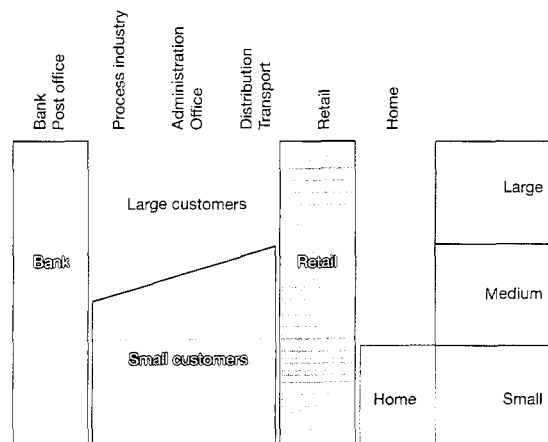 Bank
Post office
Process industry
Administration
Office
Distribution
Transport
Retail
Home
Large customers
Large
Bank
Retail
Medium
Small customers
Home
Small